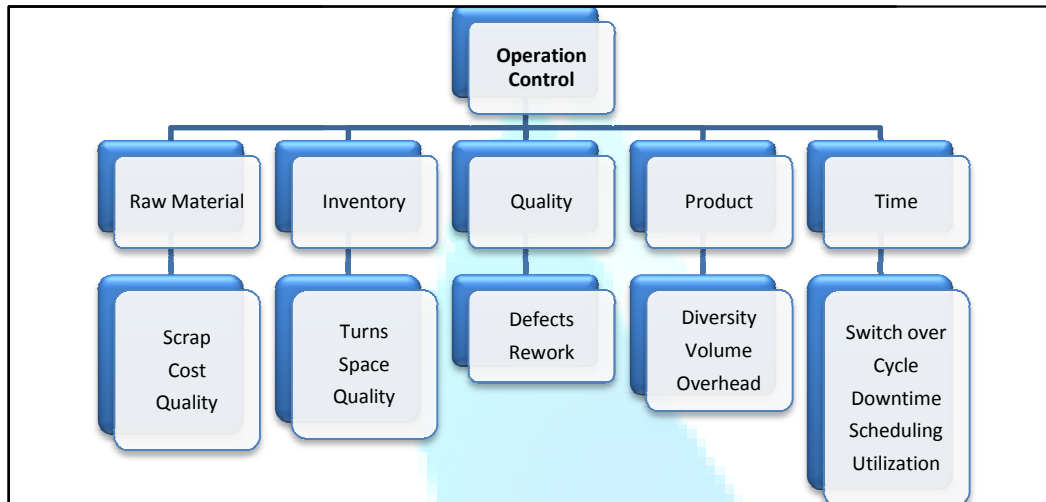 Operation
Control
Raw Material
Inventory
Quality
Product
Time
Scrap
Cost
Quality
Turns
Space
Quality
Defects
Rework
Diversity
Volume
Overhead
Switch over
Cycle
Downtime
Scheduling
Utilization